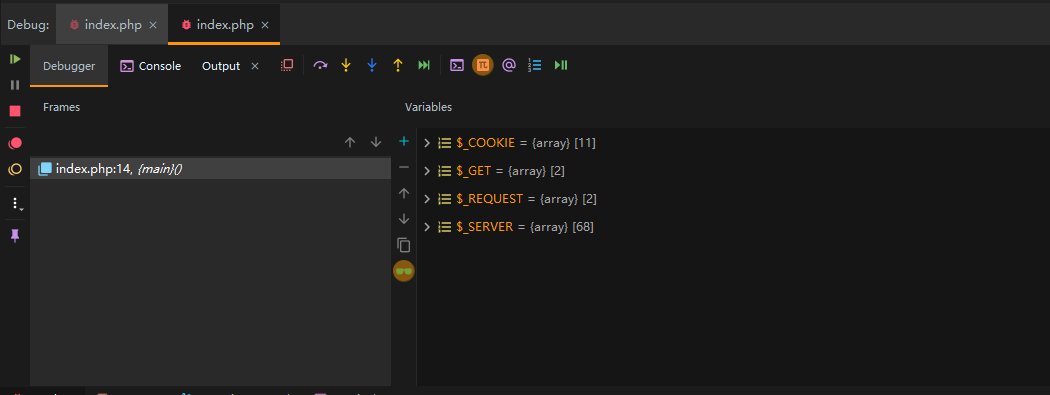 Debug: index.php × index.php ×
Debugger Console Output ×
Frames Variables
index.php:14, {main}()
$_COOKIE = {array} [11]
$_GET = {array} [2]
$_REQUEST = {array} [2]
$_SERVER = {array} [68]